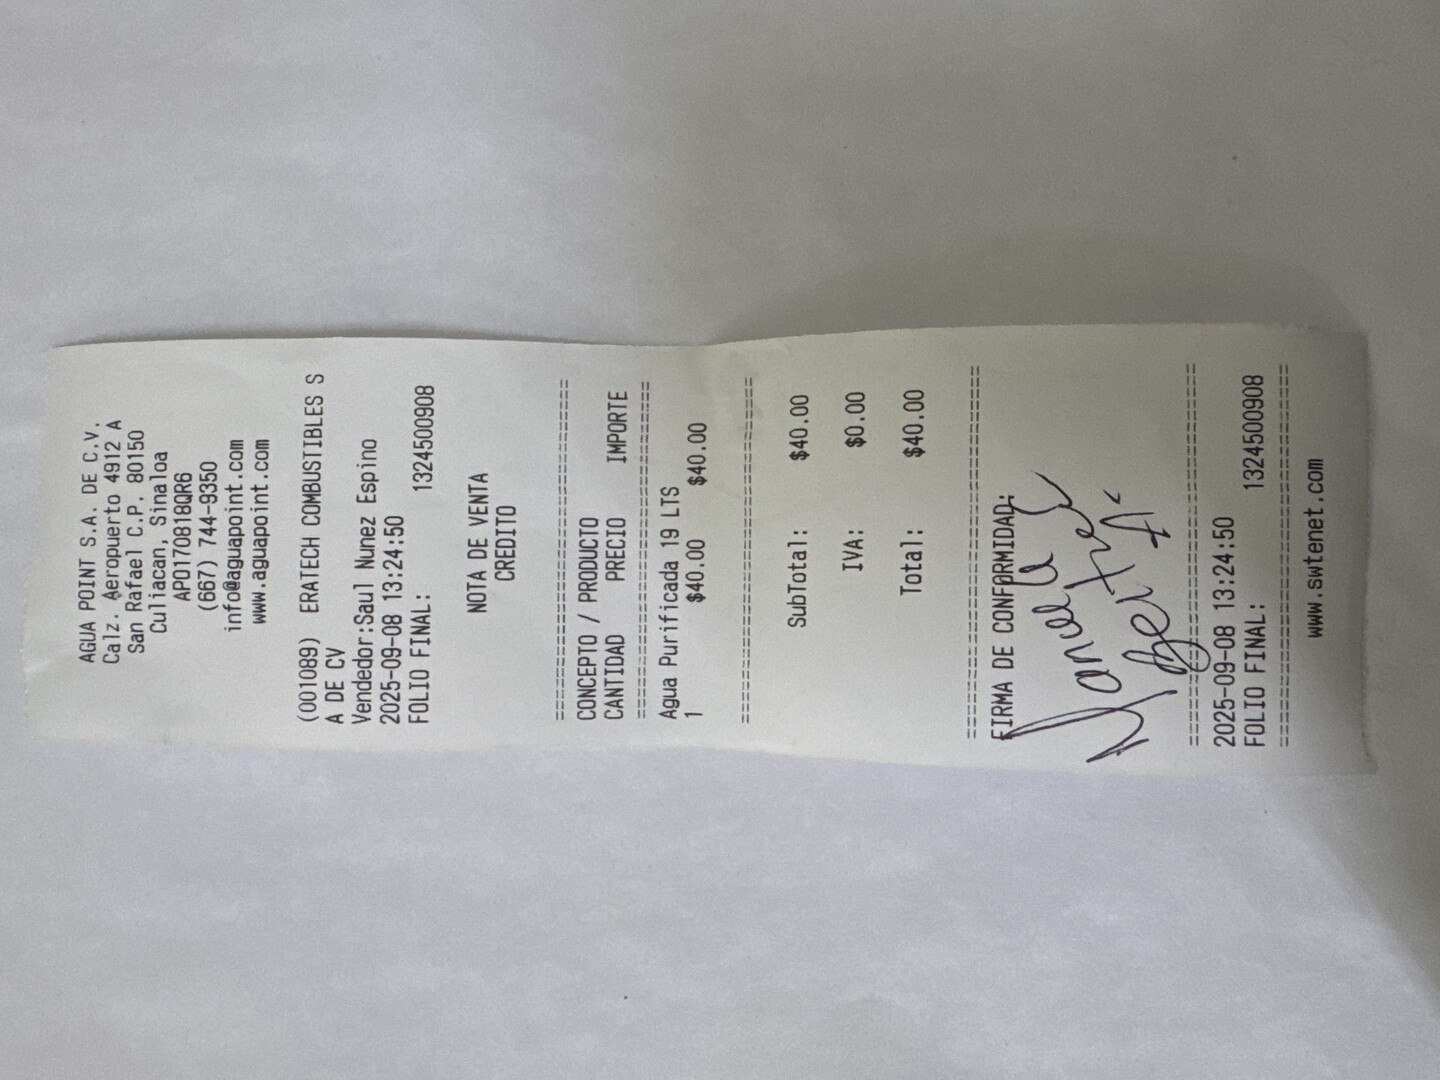 AGUA POINT S.A. DE C.V.
Calz. Aeropuerto 4912 A
San Rafael C.P. 80150
Culiacan, Sinaloa
APO170818QR6
(667) 744-9350
info@aguapoint.com
www.aguapoint.com
(001089) ERATECH COMBUSTIBLES S
A DE CV
Vendedor:Saul Nunez Espino
2025-09-08 13:24:50
FOLIO FINAL: 1324500908
NOTA DE VENTA
CREDITO
==============================
CONCEPTO / PRODUCTO
CANTIDAD PRECIO IMPORTE
==============================
Agua Purificada 19 LTS
1 $40.00 $40.00
==============================
SubTotal: $40.00
IVA: $0.00
Total: $40.00
==============================
FIRMA DE CONFORMIDAD:
==============================
2025-09-08 13:24:50
FOLIO FINAL: 1324500908
==============================
www.swtenet.com